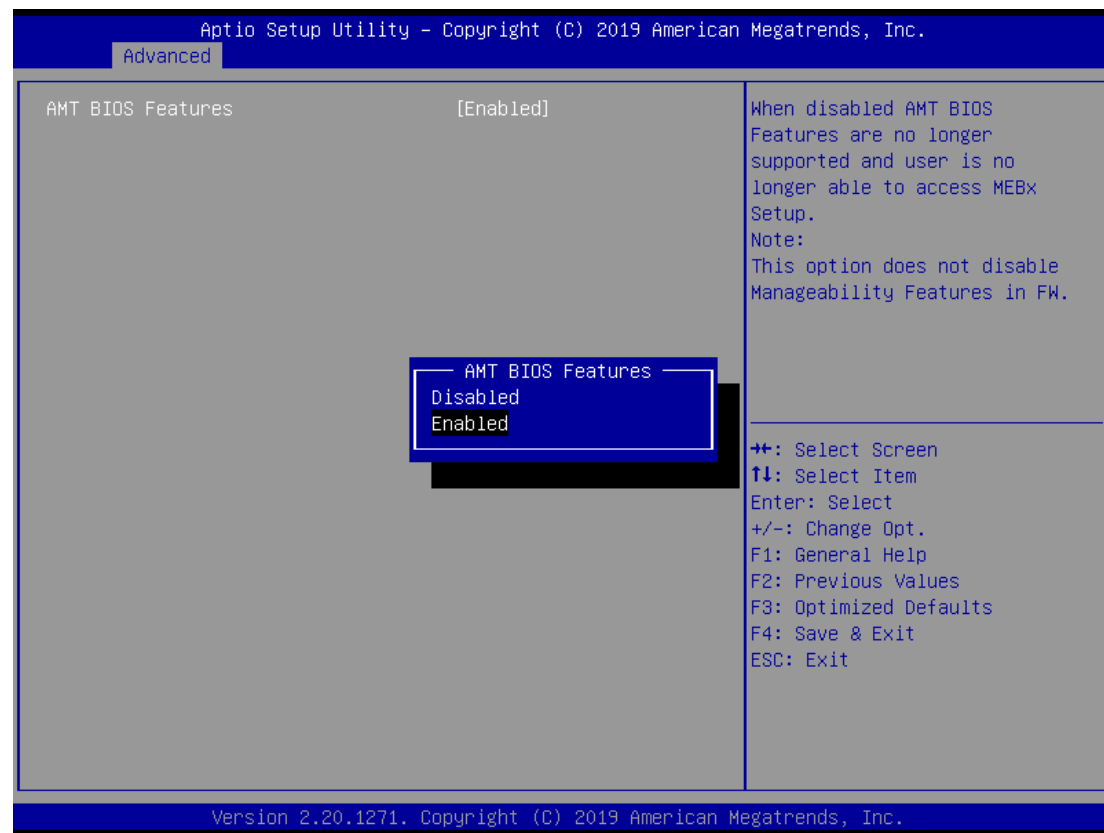 Aptio Setup Utility – Copyright (C) 2019 American Megatrends, Inc.
Advanced
AMT BIOS Features [Enabled]
When disabled AMT BIOS
Features are no longer
supported and user is no
longer able to access MEBx
Setup.
Note:
This option does not disable
Manageability Features in FW.
AMT BIOS Features
Disabled
Enabled
→←: Select Screen
↑↓: Select Item
Enter: Select
+/-: Change Opt.
F1: General Help
F2: Previous Values
F3: Optimized Defaults
F4: Save & Exit
ESC: Exit
Version 2.20.1271. Copyright (C) 2019 American Megatrends, Inc.